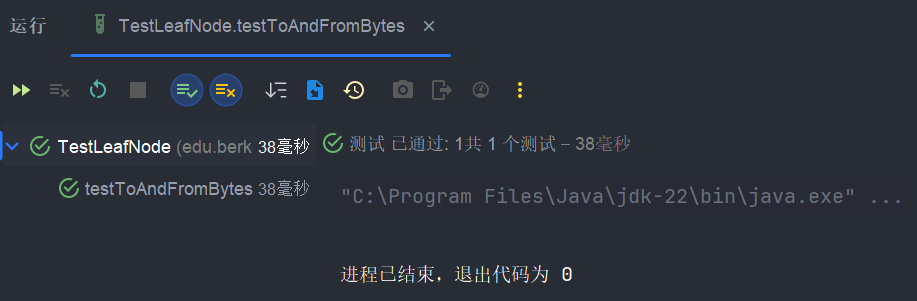 运行
TestLeafNode.testToAndFromBytes
TestLeafNode (edu.berk 38毫秒
测试 已通过: 1共 1 个测试 – 38毫秒
testToAndFromBytes 38毫秒
"C:\Program Files\Java\jdk-22\bin\java.exe" ...
进程已结束，退出代码为 0